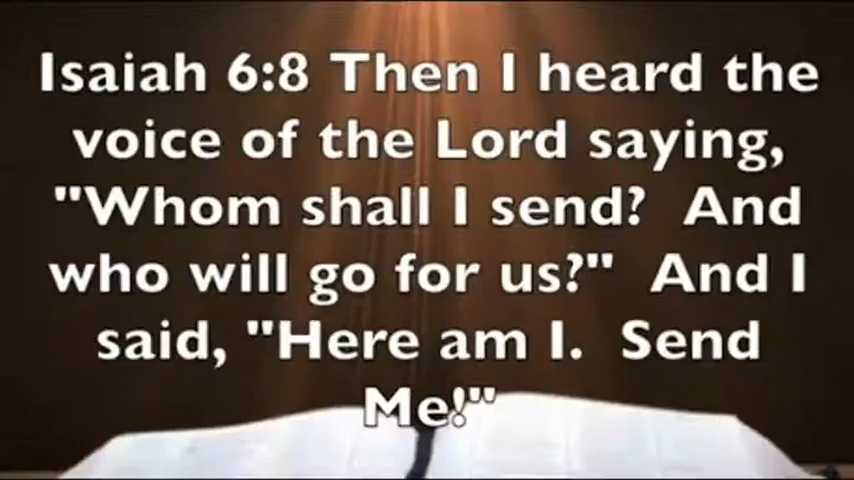 Isaiah 6:8 Then I heard the
voice of the Lord saying,
"Whom shall I send?  And
who will go for us?"  And I
said, "Here am I.  Send
Me!"